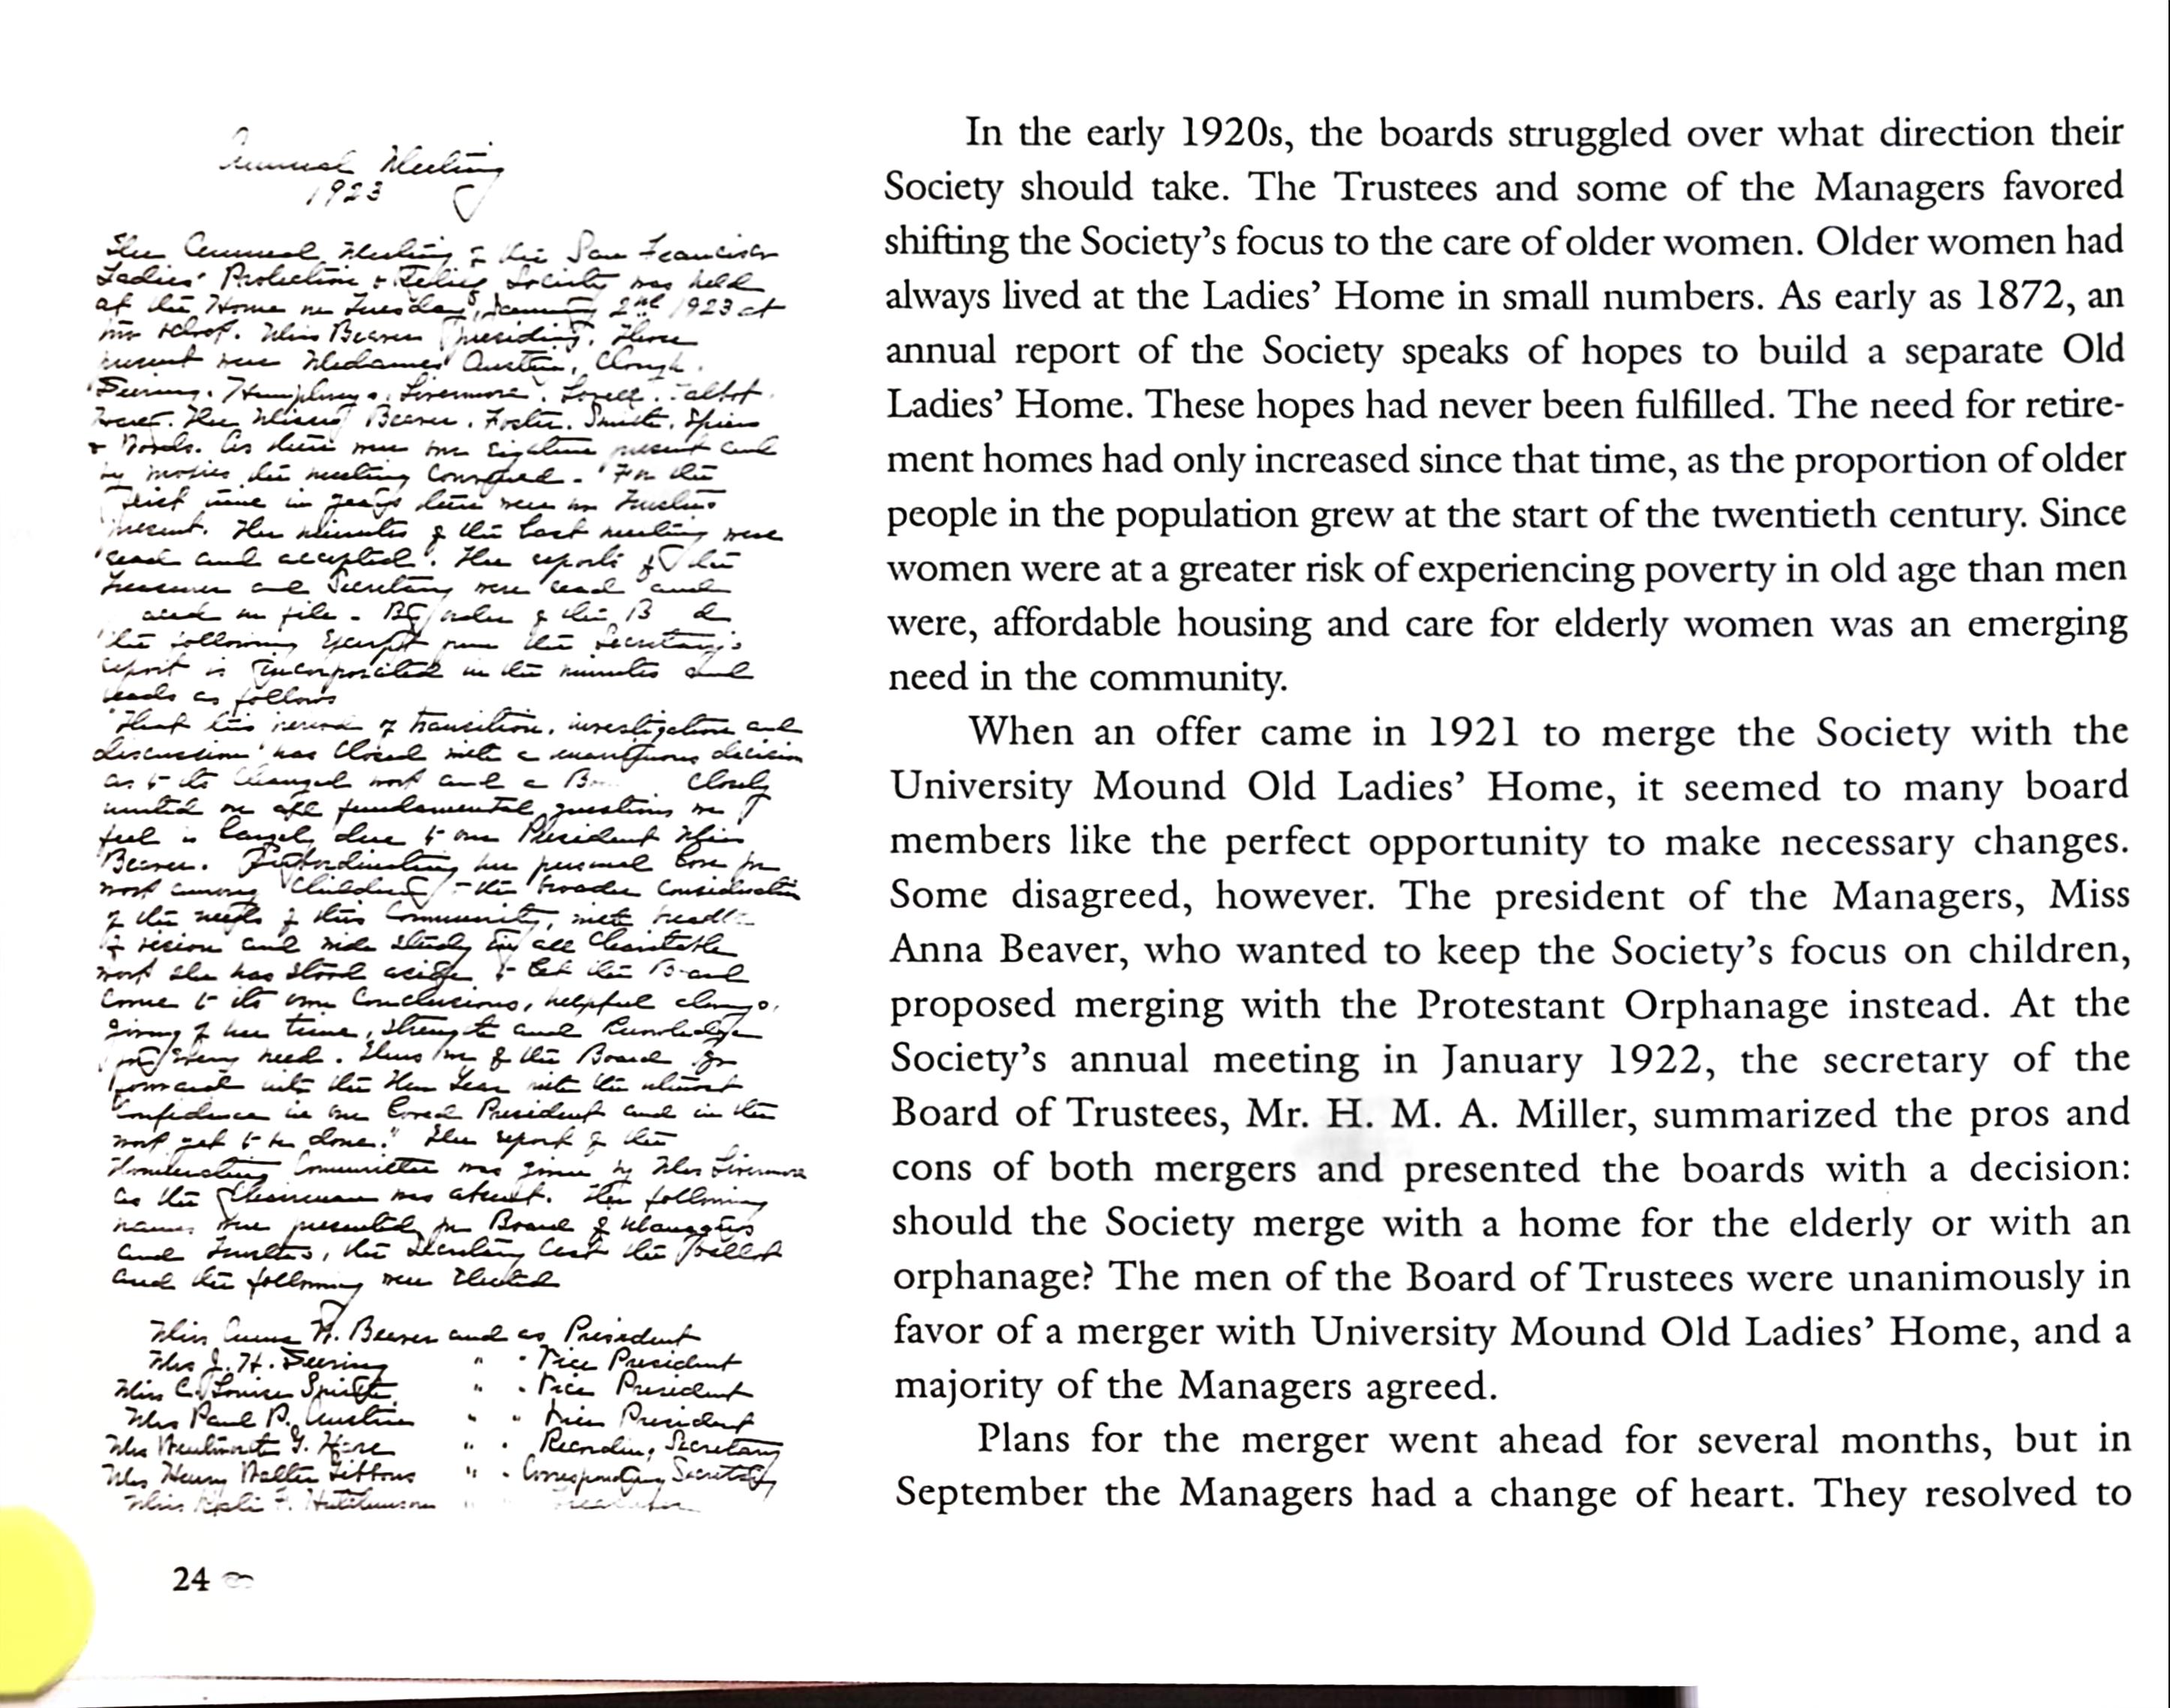 Annual Meeting
1923
The Annual Meeting of the San Francisco
Ladies' Protection & Relief Society was held
at the Home on Tuesday, January 2nd 1923 at
Miss Beaver presiding. Those
present were Mesdames Austin, Clough,
Deering, Humphreys, Livermore, Lovell, Talbot,
The Misses Beaver, Foster, Smith,
As there were
the meeting convened. For the
first time in years there were no Trustees
present. The minutes of the last meeting were
read and accepted. The reports of the
Treasurer and Secretary were read and
on file. By order of the
the following excerpt from the Secretary's
report is incorporated in the minutes and
reads as follows
"That this period of transition, investigation and
discussion has closed with a unanimous decision
as to its changed work and a closely
united on all fundamental questions we
feel is largely due to our President Miss
Beaver. Subordinating her personal love for
work among children to the broader consideration
of the needs of this Community, with breadth
of vision and wide study in all charitable
work she has stood aside to let the Board
come to its own conclusions, helpful always,
giving of her time, strength and knowledge
every need. Thus we of the Board go
forward into the New Year with the utmost
confidence in our loved President and in the
work yet to be done." The report of the
Nominating Committee was given by Mrs Livermore
as the Chairman was absent. The following
names were presented for Board of Managers
and Trustees, the Secretary cast the ballot
and the following were elected
Miss Anna W. Beaver and as President
Mrs J. H. Deering " " Vice President
Miss C. Louise Smith " " Vice President
Mrs Paul P. Austin " " Vice President
Mrs G. Hare " " Recording Secretary
Mrs Henry Walter Gibbons " " Corresponding Secretary
Miss F. Hutchinson " Treasurer
24
In the early 1920s, the boards struggled over what direction their
Society should take. The Trustees and some of the Managers favored
shifting the Society's focus to the care of older women. Older women had
always lived at the Ladies' Home in small numbers. As early as 1872, an
annual report of the Society speaks of hopes to build a separate Old
Ladies' Home. These hopes had never been fulfilled. The need for retire-
ment homes had only increased since that time, as the proportion of older
people in the population grew at the start of the twentieth century. Since
women were at a greater risk of experiencing poverty in old age than men
were, affordable housing and care for elderly women was an emerging
need in the community.
When an offer came in 1921 to merge the Society with the
University Mound Old Ladies' Home, it seemed to many board
members like the perfect opportunity to make necessary changes.
Some disagreed, however. The president of the Managers, Miss
Anna Beaver, who wanted to keep the Society's focus on children,
proposed merging with the Protestant Orphanage instead. At the
Society's annual meeting in January 1922, the secretary of the
Board of Trustees, Mr. H. M. A. Miller, summarized the pros and
cons of both mergers and presented the boards with a decision:
should the Society merge with a home for the elderly or with an
orphanage? The men of the Board of Trustees were unanimously in
favor of a merger with University Mound Old Ladies' Home, and a
majority of the Managers agreed.
Plans for the merger went ahead for several months, but in
September the Managers had a change of heart. They resolved to